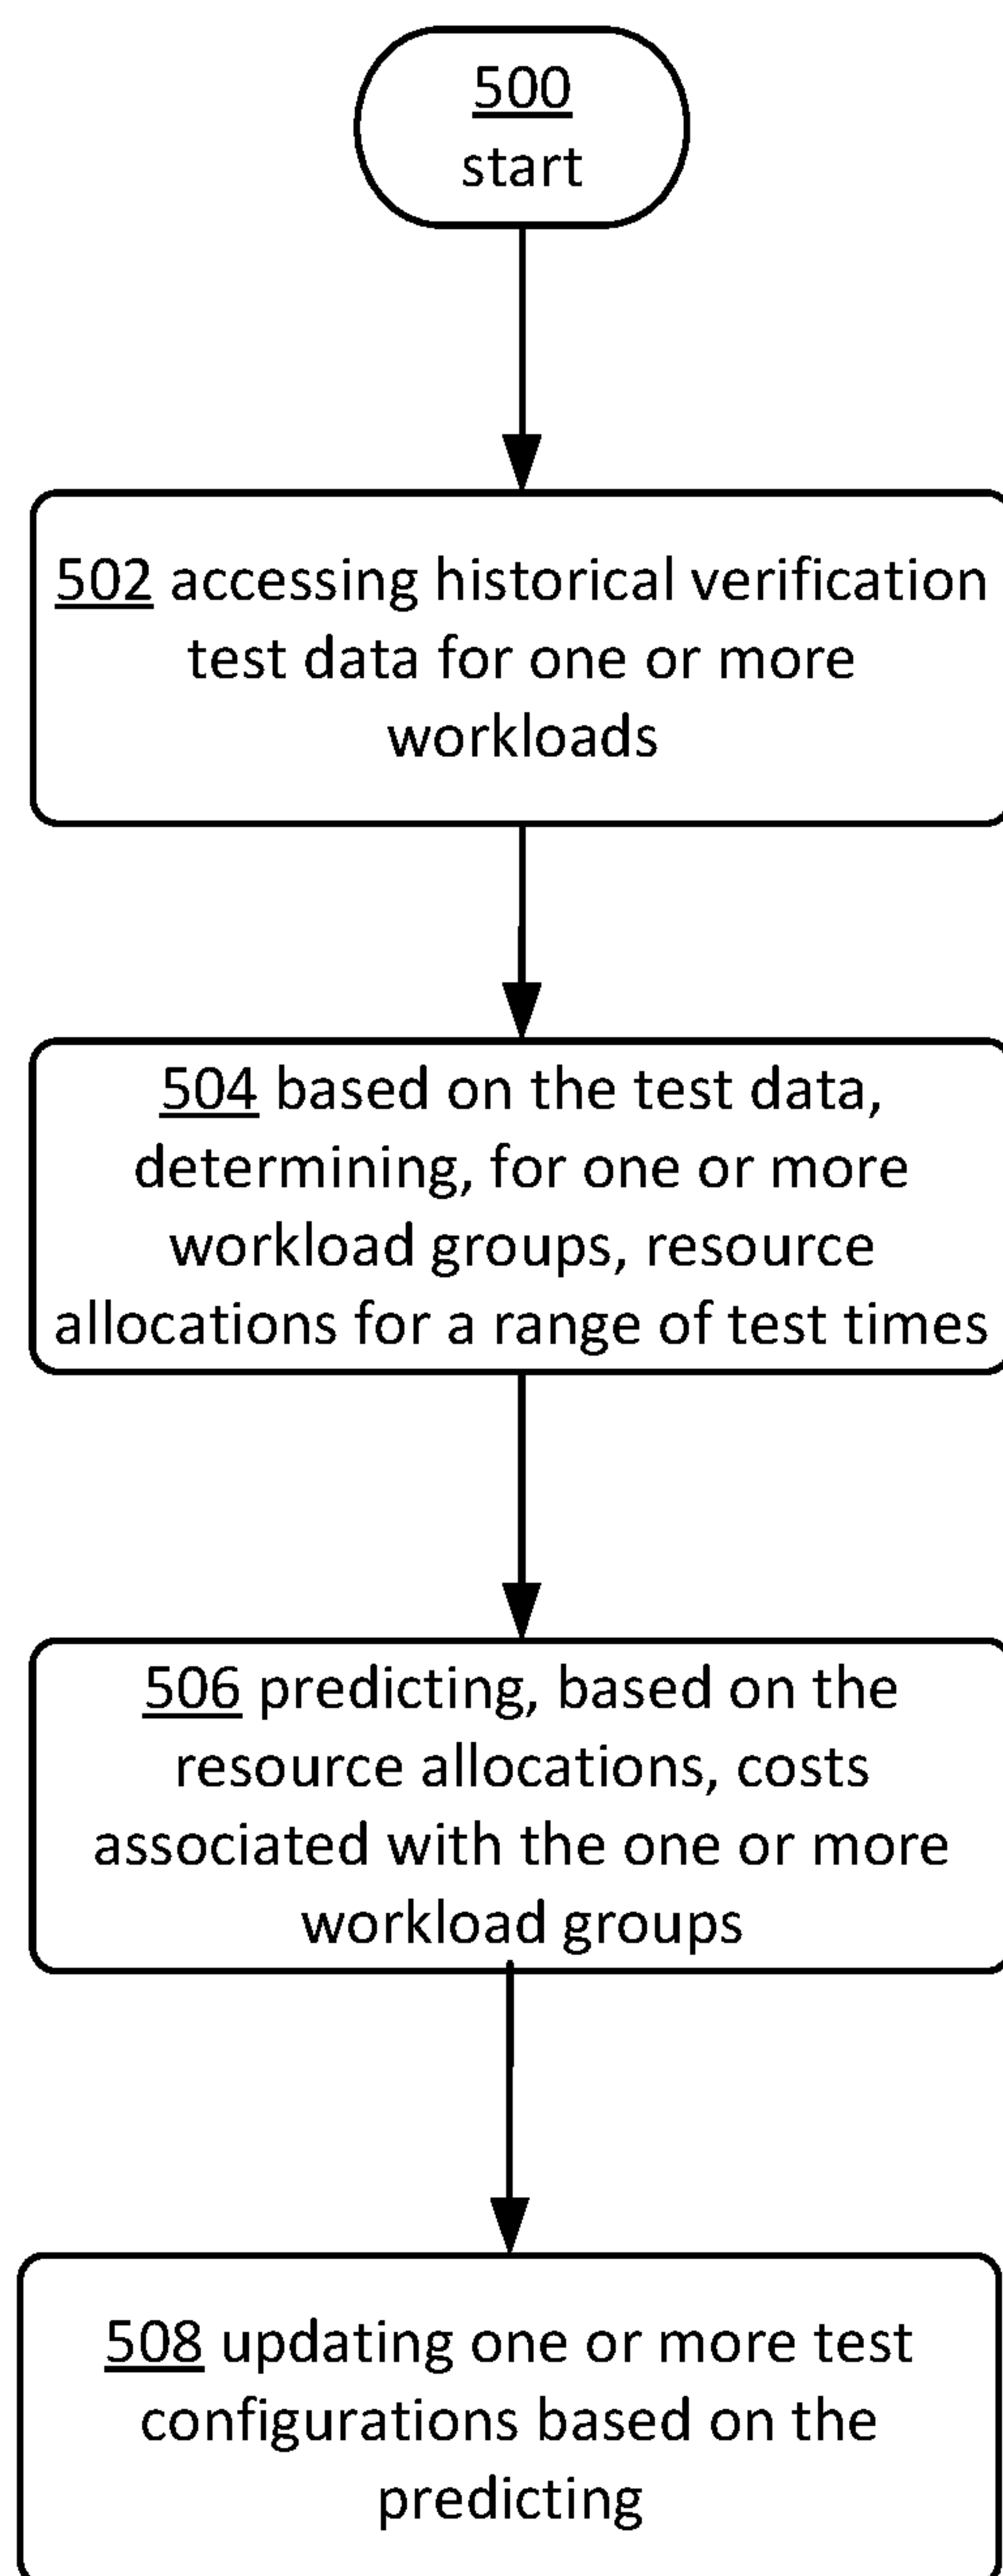 500
start
502 accessing historical verification
test data for one or more
workloads
504 based on the test data,
determining, for one or more
workload groups, resource
allocations for a range of test times
506 predicting, based on the
resource allocations, costs
associated with the one or more
workload groups
508 updating one or more test
configurations based on the
predicting